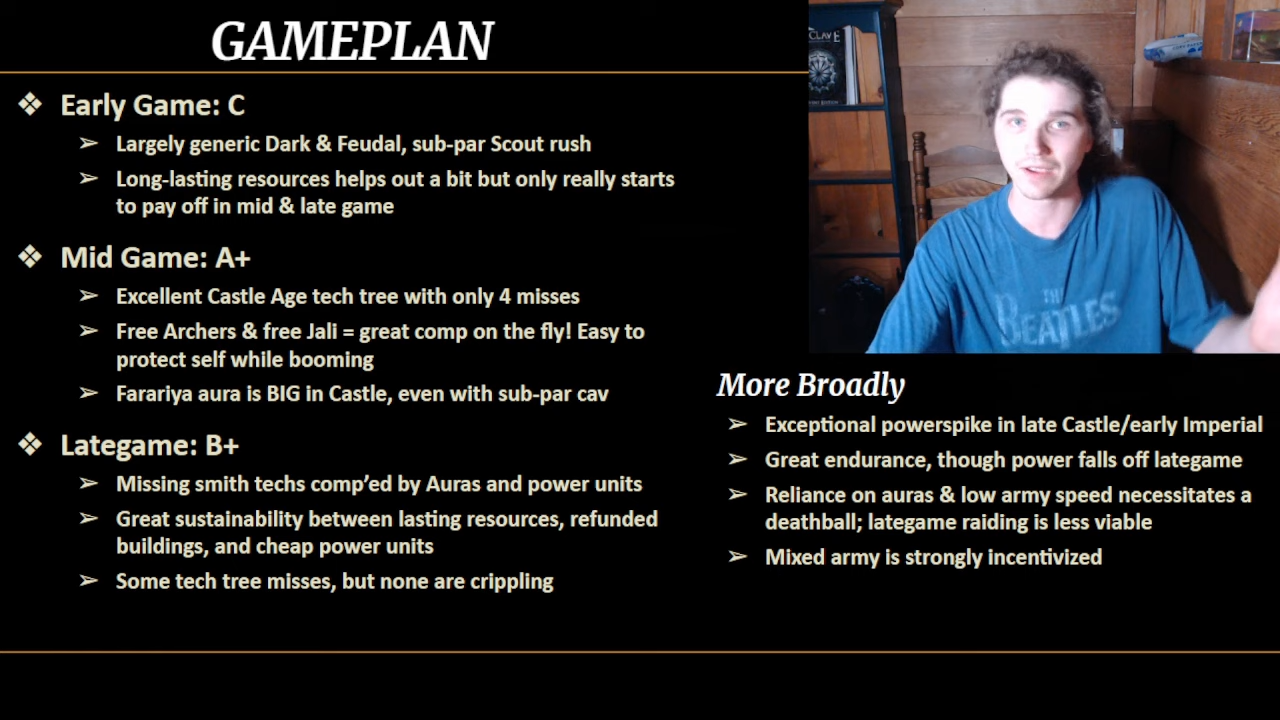 GAMEPLAN
❖ Early Game: C
➢ Largely generic Dark & Feudal, sub-par Scout rush
➢ Long-lasting resources helps out a bit but only really starts
to pay off in mid & late game
❖ Mid Game: A+
➢ Excellent Castle Age tech tree with only 4 misses
➢ Free Archers & free Jali = great comp on the fly! Easy to
protect self while booming
➢ Farariya aura is BIG in Castle, even with sub-par cav
❖ Lategame: B+
➢ Missing smith techs comp’ed by Auras and power units
➢ Great sustainability between lasting resources, refunded
buildings, and cheap power units
➢ Some tech tree misses, but none are crippling
THE
BEATLES
More Broadly
➢ Exceptional powerspike in late Castle/early Imperial
➢ Great endurance, though power falls off lategame
➢ Reliance on auras & low army speed necessitates a
deathball; lategame raiding is less viable
➢ Mixed army is strongly incentivized